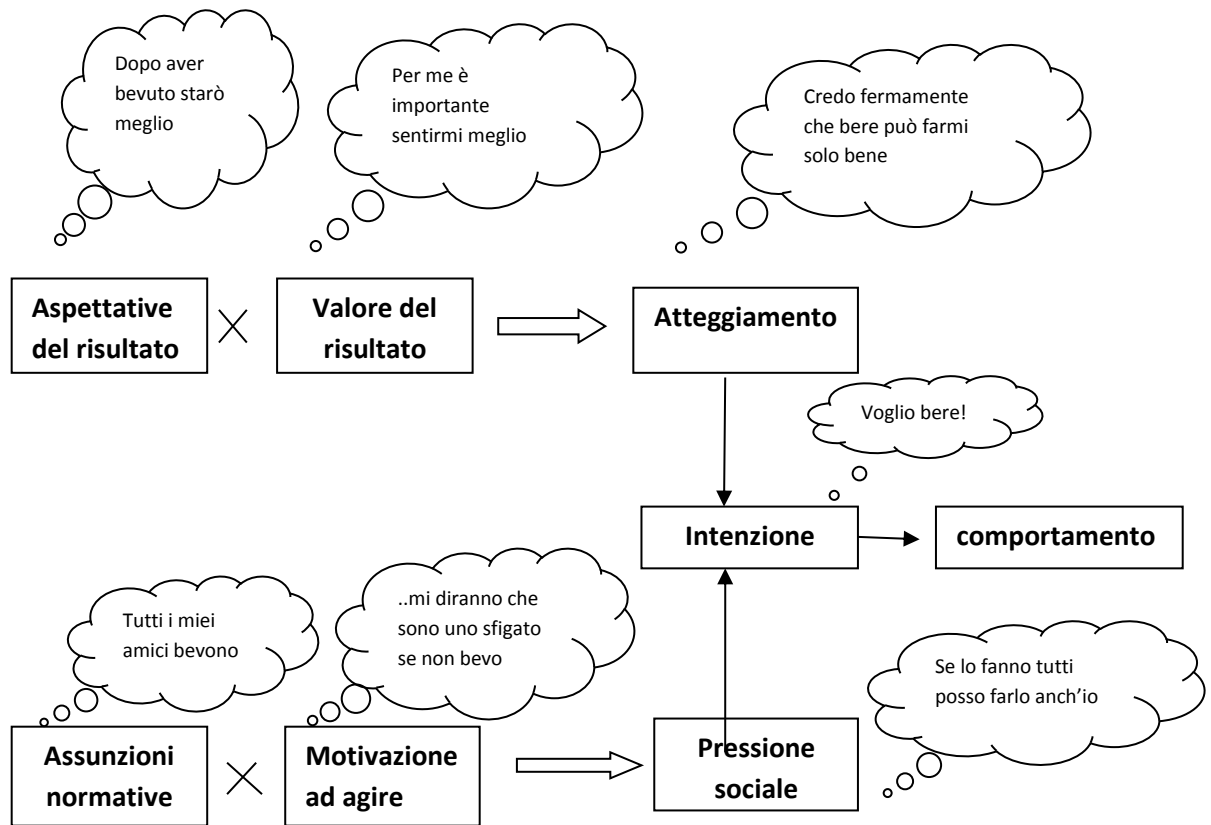 Dopo aver
bevuto starò
meglio
Per me è
importante
sentirmi meglio
Credo fermamente
che bere può farmi
solo bene
Aspettative
del risultato
Valore del
risultato
Atteggiamento
Voglio bere!
Intenzione
comportamento
Tutti i miei
amici bevono
..mi diranno che
sono uno sfigato
se non bevo
Se lo fanno tutti
posso farlo anch’io
Assunzioni
normative
Motivazione
ad agire
Pressione
sociale